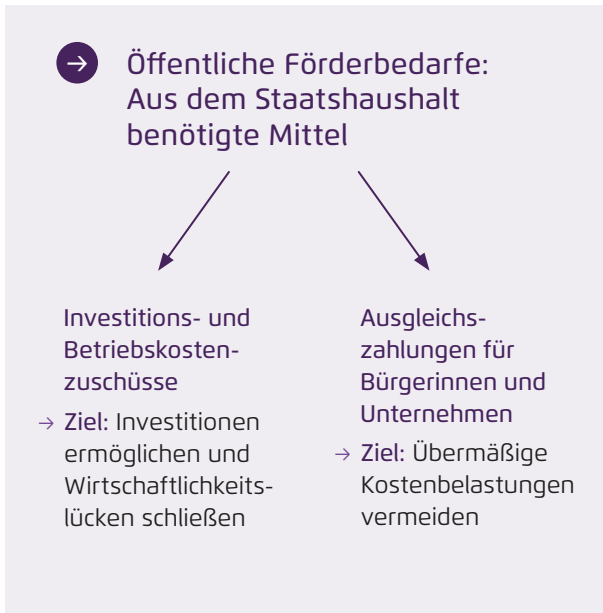 Öffentliche Förderbedarfe:
Aus dem Staatshaushalt
benötigte Mittel
Investitions- und
Betriebskosten-
zuschüsse
→ Ziel: Investitionen
ermöglichen und
Wirtschaftlichkeits-
lücken schließen
Ausgleichs-
zahlungen für
Bürgerinnen und
Unternehmen
→ Ziel: Übermäßige
Kostenbelastungen
vermeiden